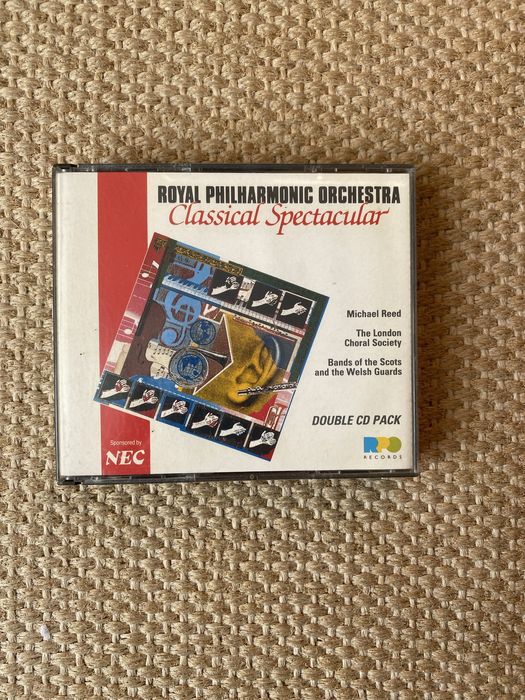 ROYAL PHILHARMONIC ORCHESTRA
Classical Spectacular
Michael Reed
The London
Choral Society
Bands of the Scots
and the Welsh Guards
DOUBLE CD PACK
Sponsored by
NEC
RPO
RECORDS